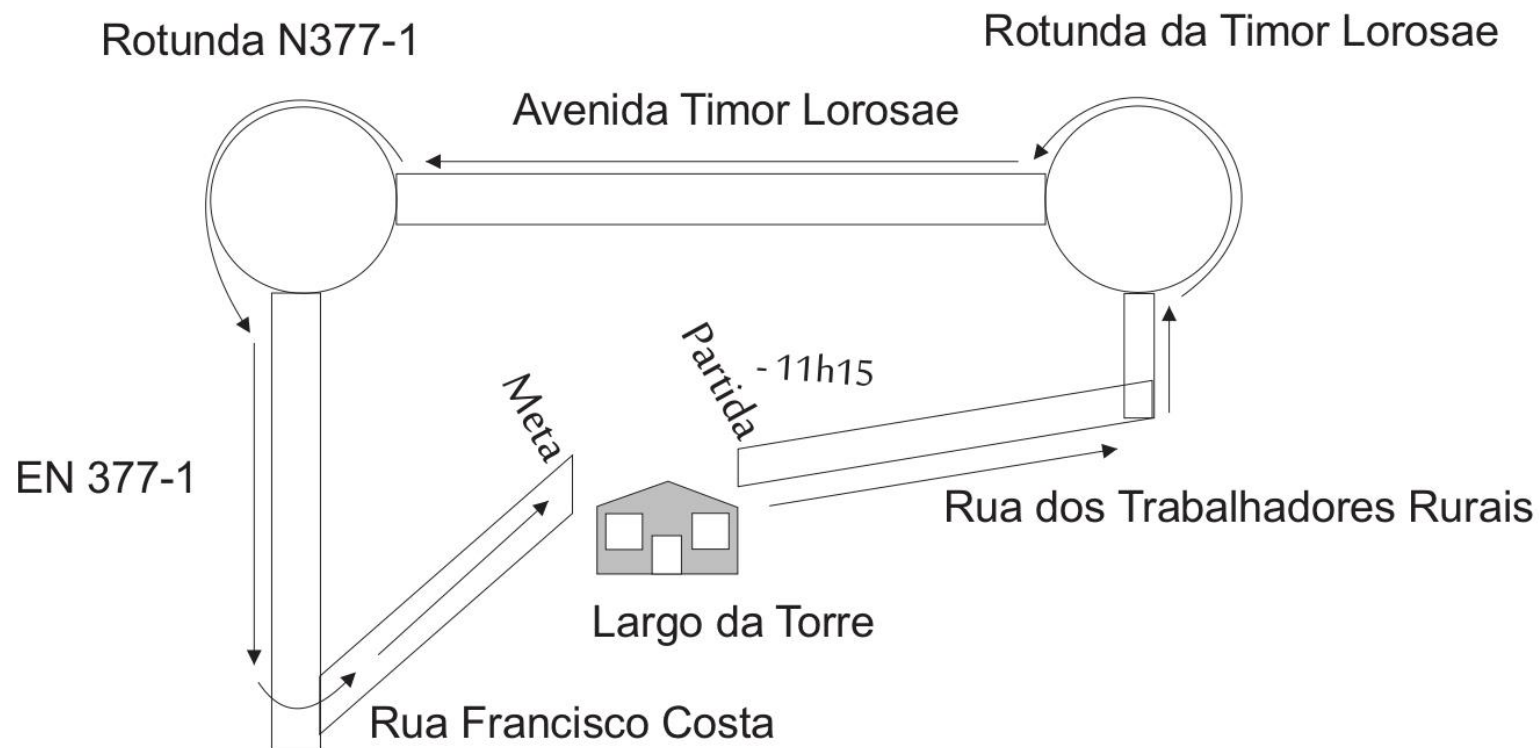 Rotunda N377-1
Rotunda da Timor Lorosae
Avenida Timor Lorosae
Partida - 11h15
Meta
EN 377-1
Rua dos Trabalhadores Rurais
Largo da Torre
Rua Francisco Costa